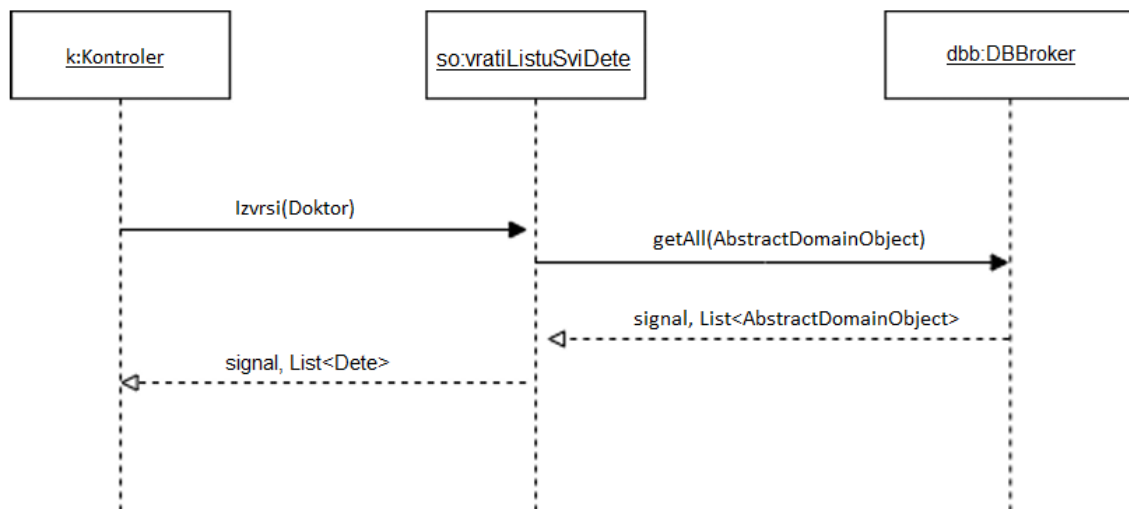 k:Kontroler
so:vratiListuSviDete
dbb:DBBroker
Izvrsi(Doktor)
getAll(AbstractDomainObject)
signal, List<AbstractDomainObject>
signal, List<Dete>